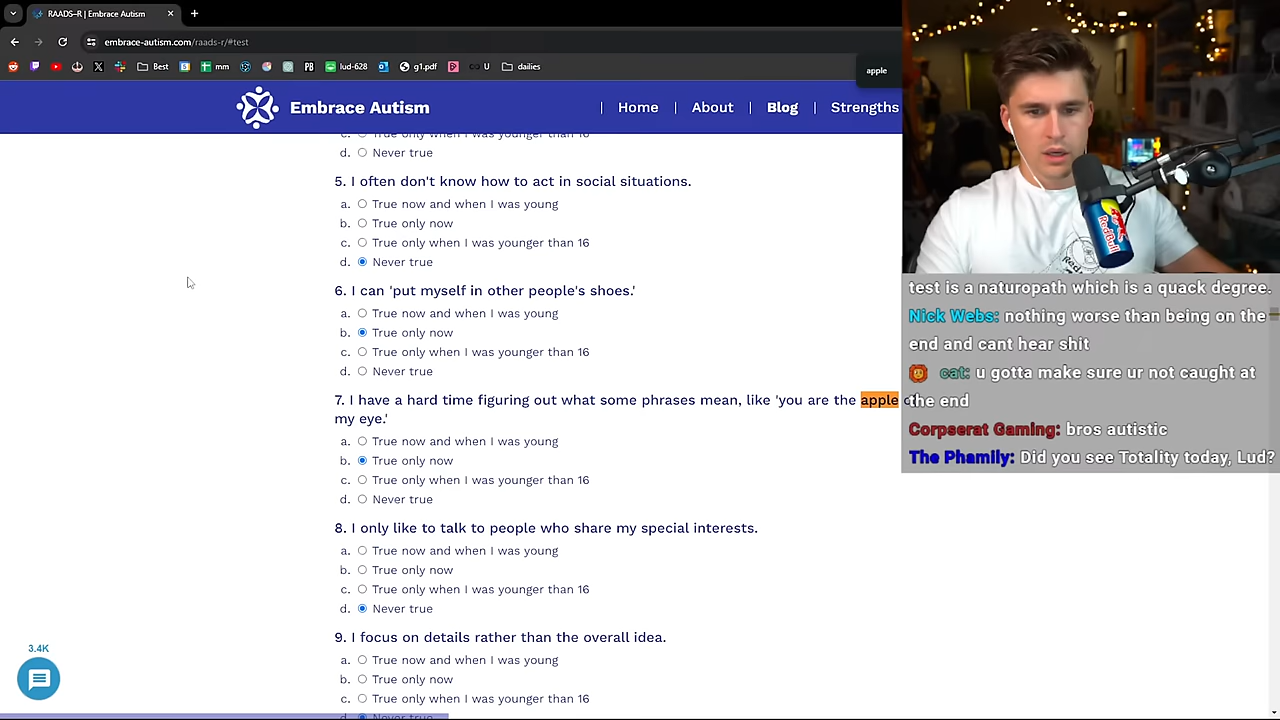 RAADS–R | Embrace Autism
embrace-autism.com/raads-r/#test
Best
mm
lud-628
g1.pdf
U
dailies
apple
Embrace Autism
Home
About
Blog
Strengths
c. True only when I was younger than 16
d. Never true
5. I often don't know how to act in social situations.
a. True now and when I was young
b. True only now
c. True only when I was younger than 16
d. Never true
6. I can 'put myself in other people's shoes.'
a. True now and when I was young
b. True only now
c. True only when I was younger than 16
d. Never true
7. I have a hard time figuring out what some phrases mean, like 'you are the apple
my eye.'
a. True now and when I was young
b. True only now
c. True only when I was younger than 16
d. Never true
8. I only like to talk to people who share my special interests.
a. True now and when I was young
b. True only now
c. True only when I was younger than 16
d. Never true
9. I focus on details rather than the overall idea.
a. True now and when I was young
b. True only now
c. True only when I was younger than 16
d. Never true
3.4K
RedBull
test is a naturopath which is a quack degree.
Nick Webs: nothing worse than being on the
end and cant hear shit
cat: u gotta make sure ur not caught at
the end
Corpserat Gaming: bros autistic
The Phamily: Did you see Totality today, Lud?